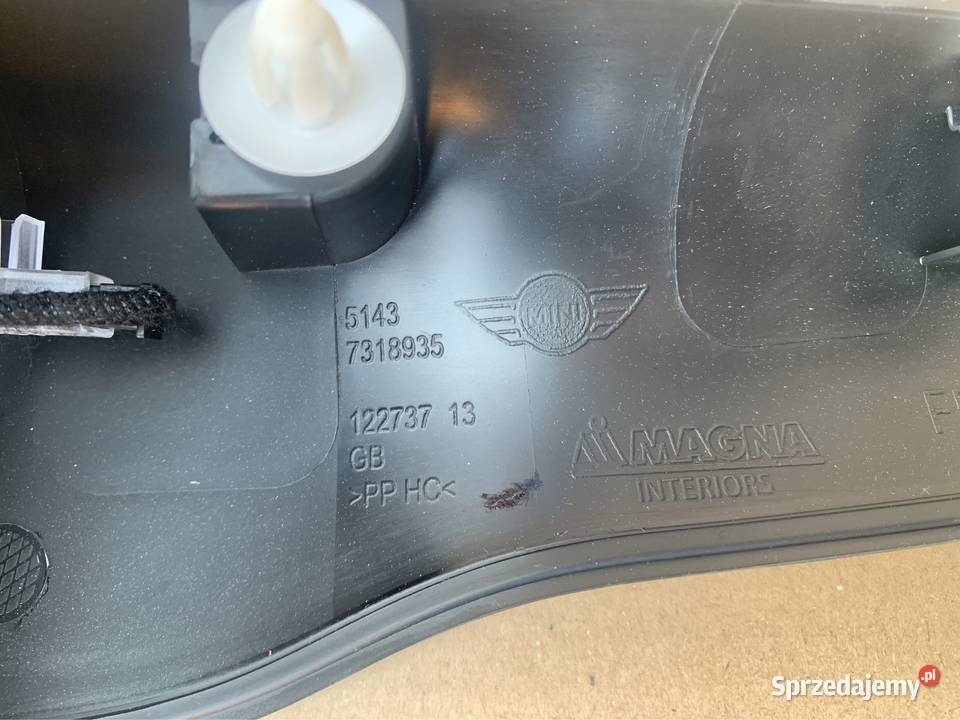 5143
7318935
MINI
122737 13
GB
>PP HC<
MAGNA
INTERIORS
Sprzedajemy.pl